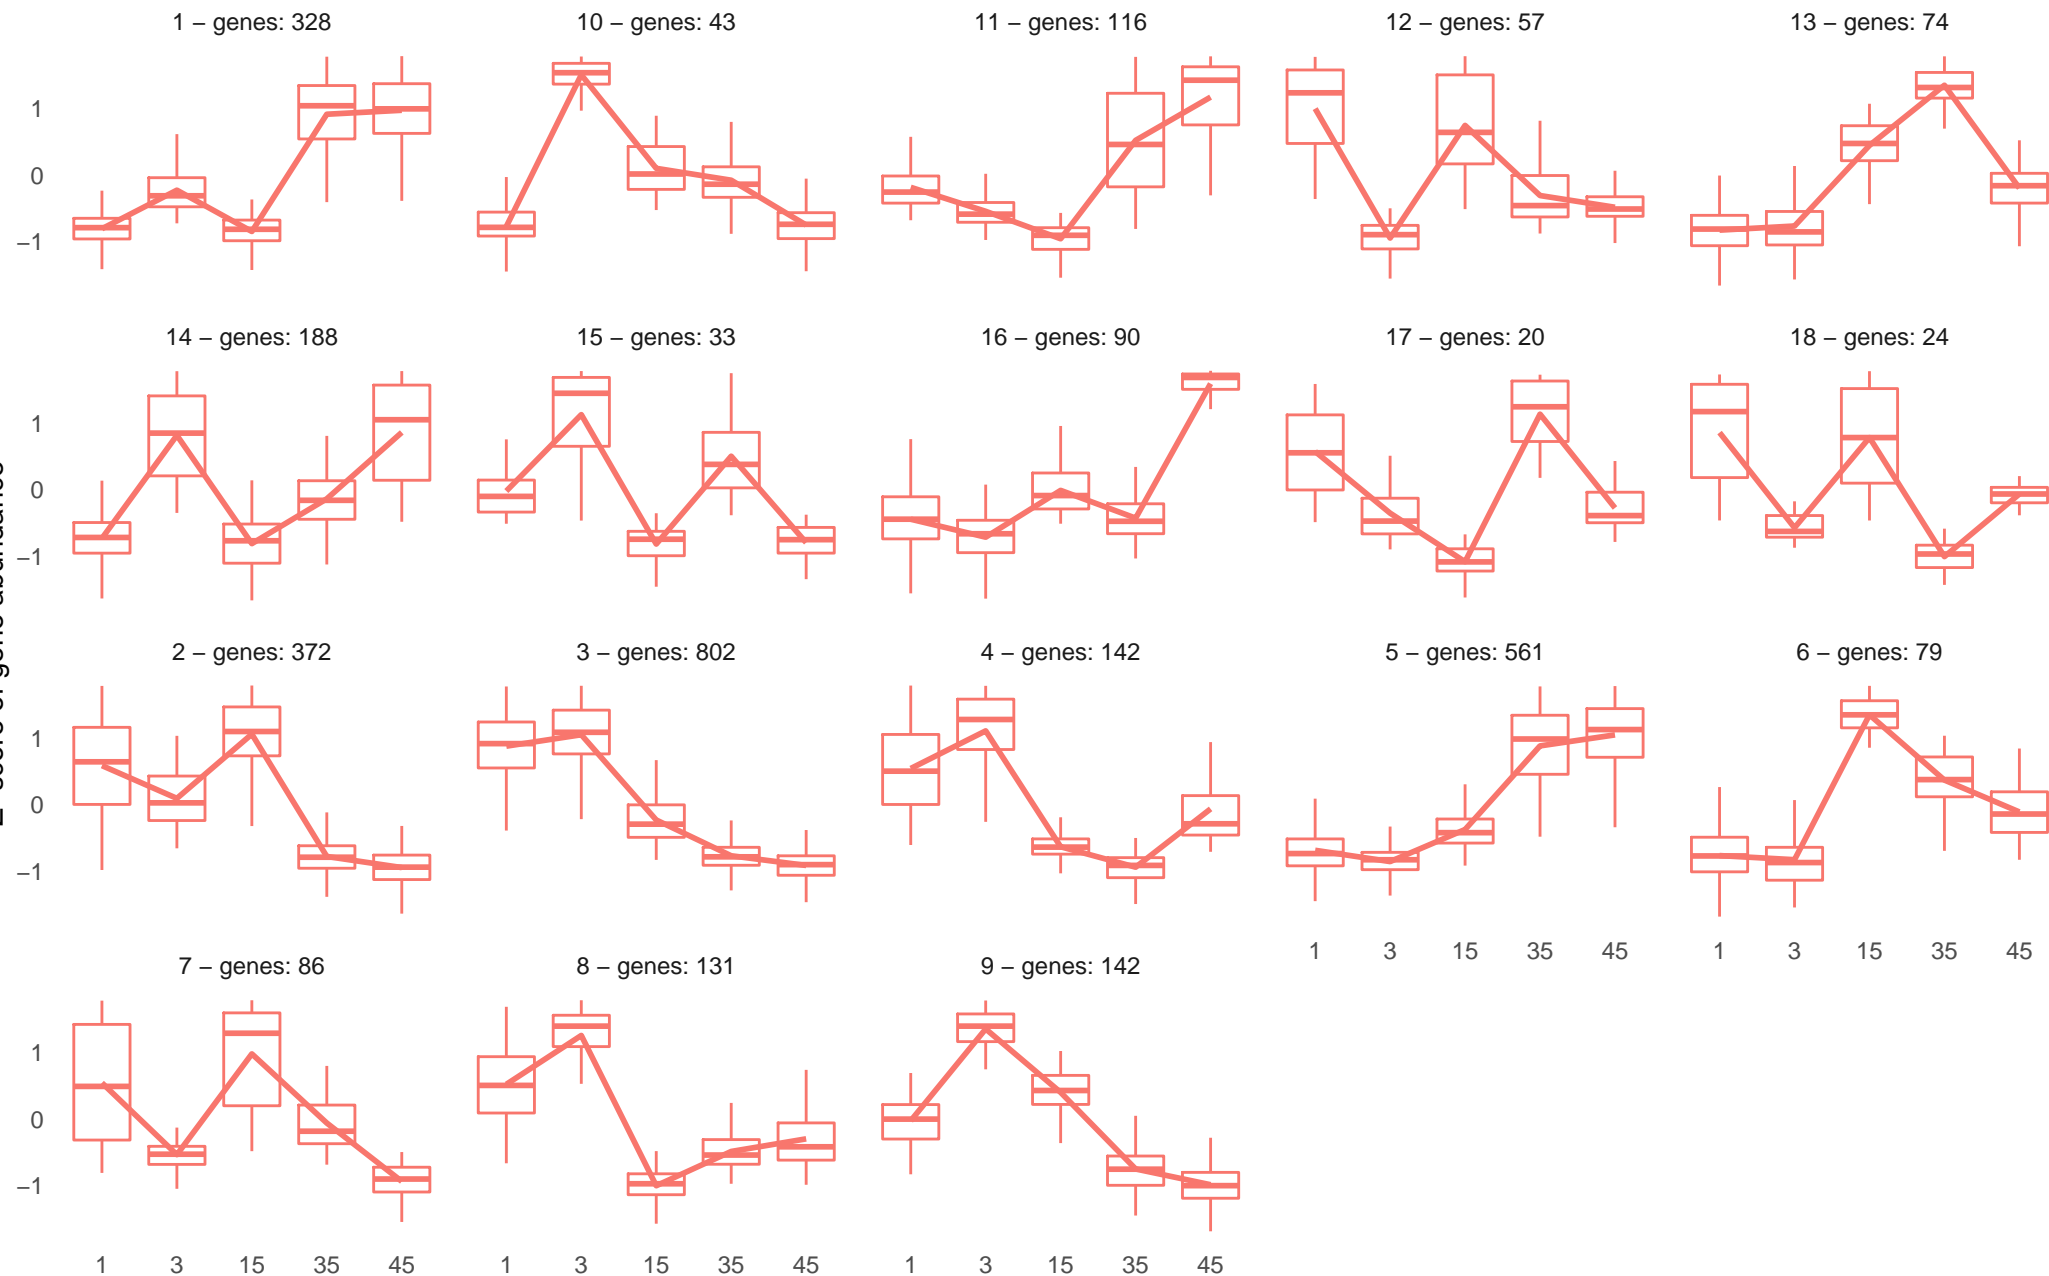 1 – genes: 328
10 – genes: 43
11 – genes: 116
12 – genes: 57
13 – genes: 74
1
0
−1
14 – genes: 188
15 – genes: 33
16 – genes: 90
17 – genes: 20
18 – genes: 24
1
0
−1
2 – genes: 372
3 – genes: 802
4 – genes: 142
5 – genes: 561
6 – genes: 79
1
0
−1
1 3 15 35 45
1 3 15 35 45
7 – genes: 86
8 – genes: 131
9 – genes: 142
1
0
−1
1 3 15 35 45
1 3 15 35 45
1 3 15 35 45